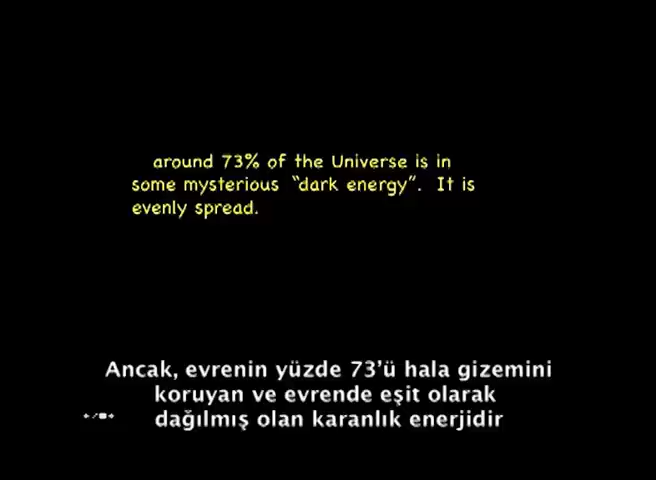 around 73% of the Universe is in
some mysterious "dark energy". It is
evenly spread.
Ancak, evrenin yüzde 73'ü hala gizemini
koruyan ve evrende eşit olarak
dağılmış olan karanlık enerjidir